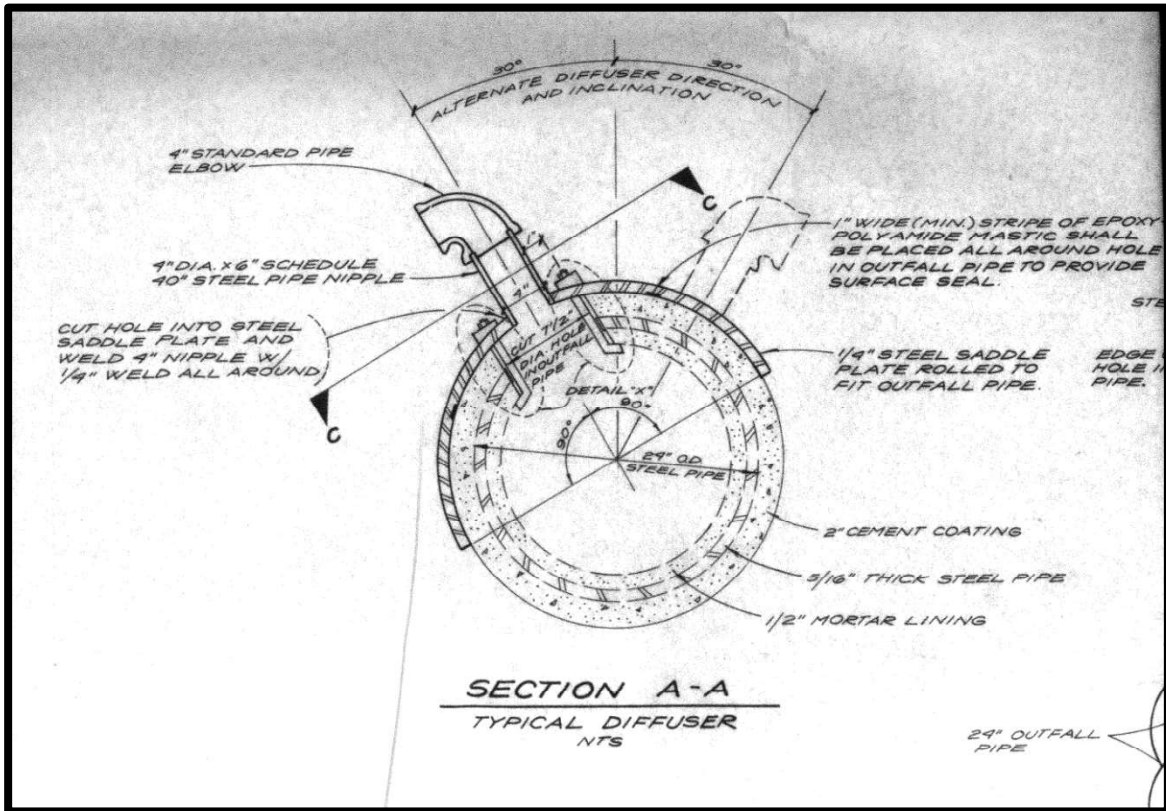 30°
30°
ALTERNATE DIFFUSER DIRECTION
AND INCLINATION
4" STANDARD PIPE
ELBOW
C
1" WIDE (MIN.) STRIPE OF EPOXY-
POLYAMIDE MASTIC SHALL
BE PLACED ALL AROUND HOLE
IN OUTFALL PIPE TO PROVIDE
SURFACE SEAL.
4" DIA. X 6" SCHEDULE
40" STEEL PIPE NIPPLE
1"
4"
CUT HOLE INTO STEEL
SADDLE PLATE AND
WELD 4" NIPPLE W/
1/4" WELD ALL AROUND
CUT 7 1/2"
DIA. HOLE
IN OUTFALL
PIPE
STE
1/4" STEEL SADDLE
PLATE ROLLED TO
FIT OUTFALL PIPE.
EDGE
HOLE I
PIPE.
C
DETAIL "X"
90°
90°
24" O.D.
STEEL PIPE
2" CEMENT COATING
5/16" THICK STEEL PIPE
1/2" MORTAR LINING
SECTION A-A
TYPICAL DIFFUSER
NTS
24" OUTFALL
PIPE